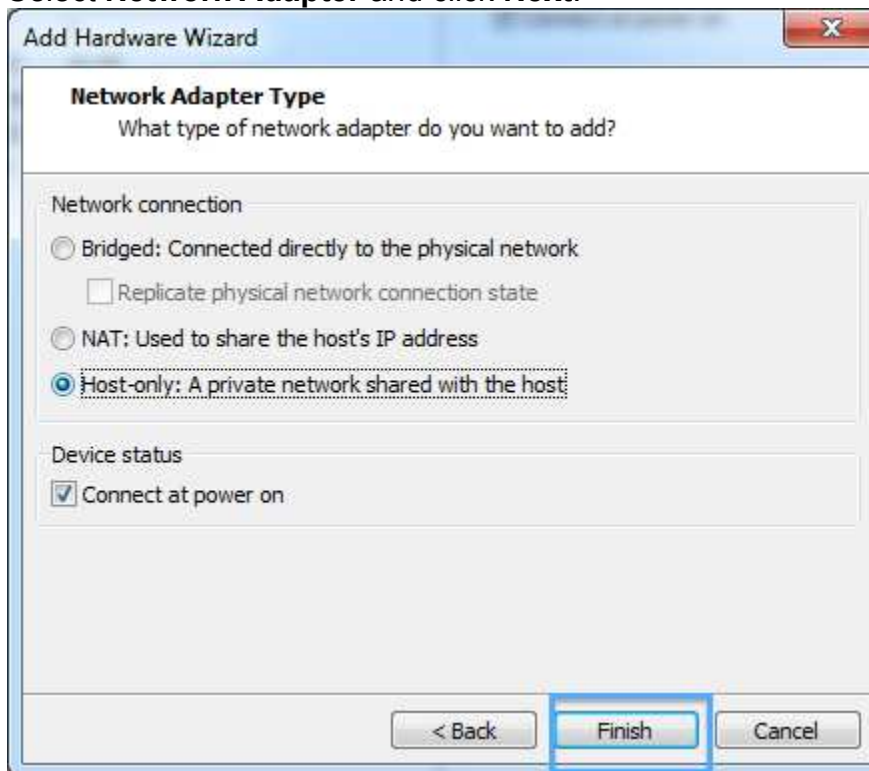 Add Hardware Wizard
Network Adapter Type
What type of network adapter do you want to add?
Network connection
Bridged: Connected directly to the physical network
Replicate physical network connection state
NAT: Used to share the host's IP address
Host-only: A private network shared with the host
Device status
Connect at power on
< Back Finish Cancel